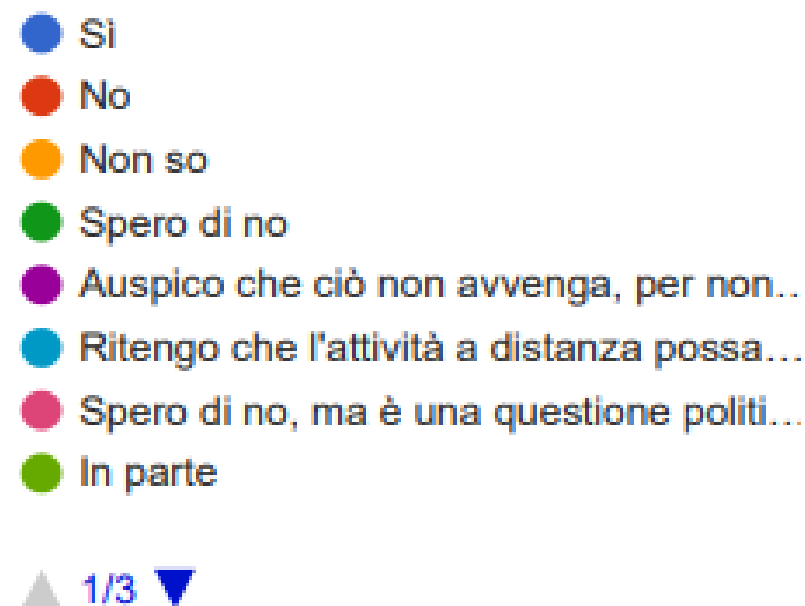 Sì
No
Non so
Spero di no
Auspico che ciò non avvenga, per non...
Ritengo che l'attività a distanza possa...
Spero di no, ma è una questione politi...
In parte
1/3